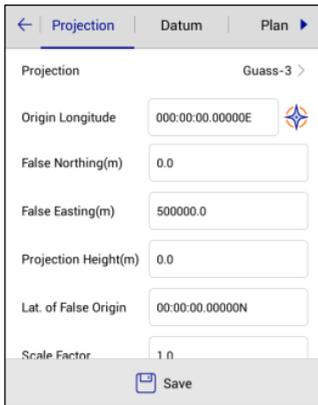 Projection Datum Plan
Projection Guass-3
Origin Longitude 000:00:00.00000E
False Northing(m) 0.0
False Easting(m) 500000.0
Projection Height(m) 0.0
Lat. of False Origin 00:00:00.00000N
Scale Factor 1.0
Save